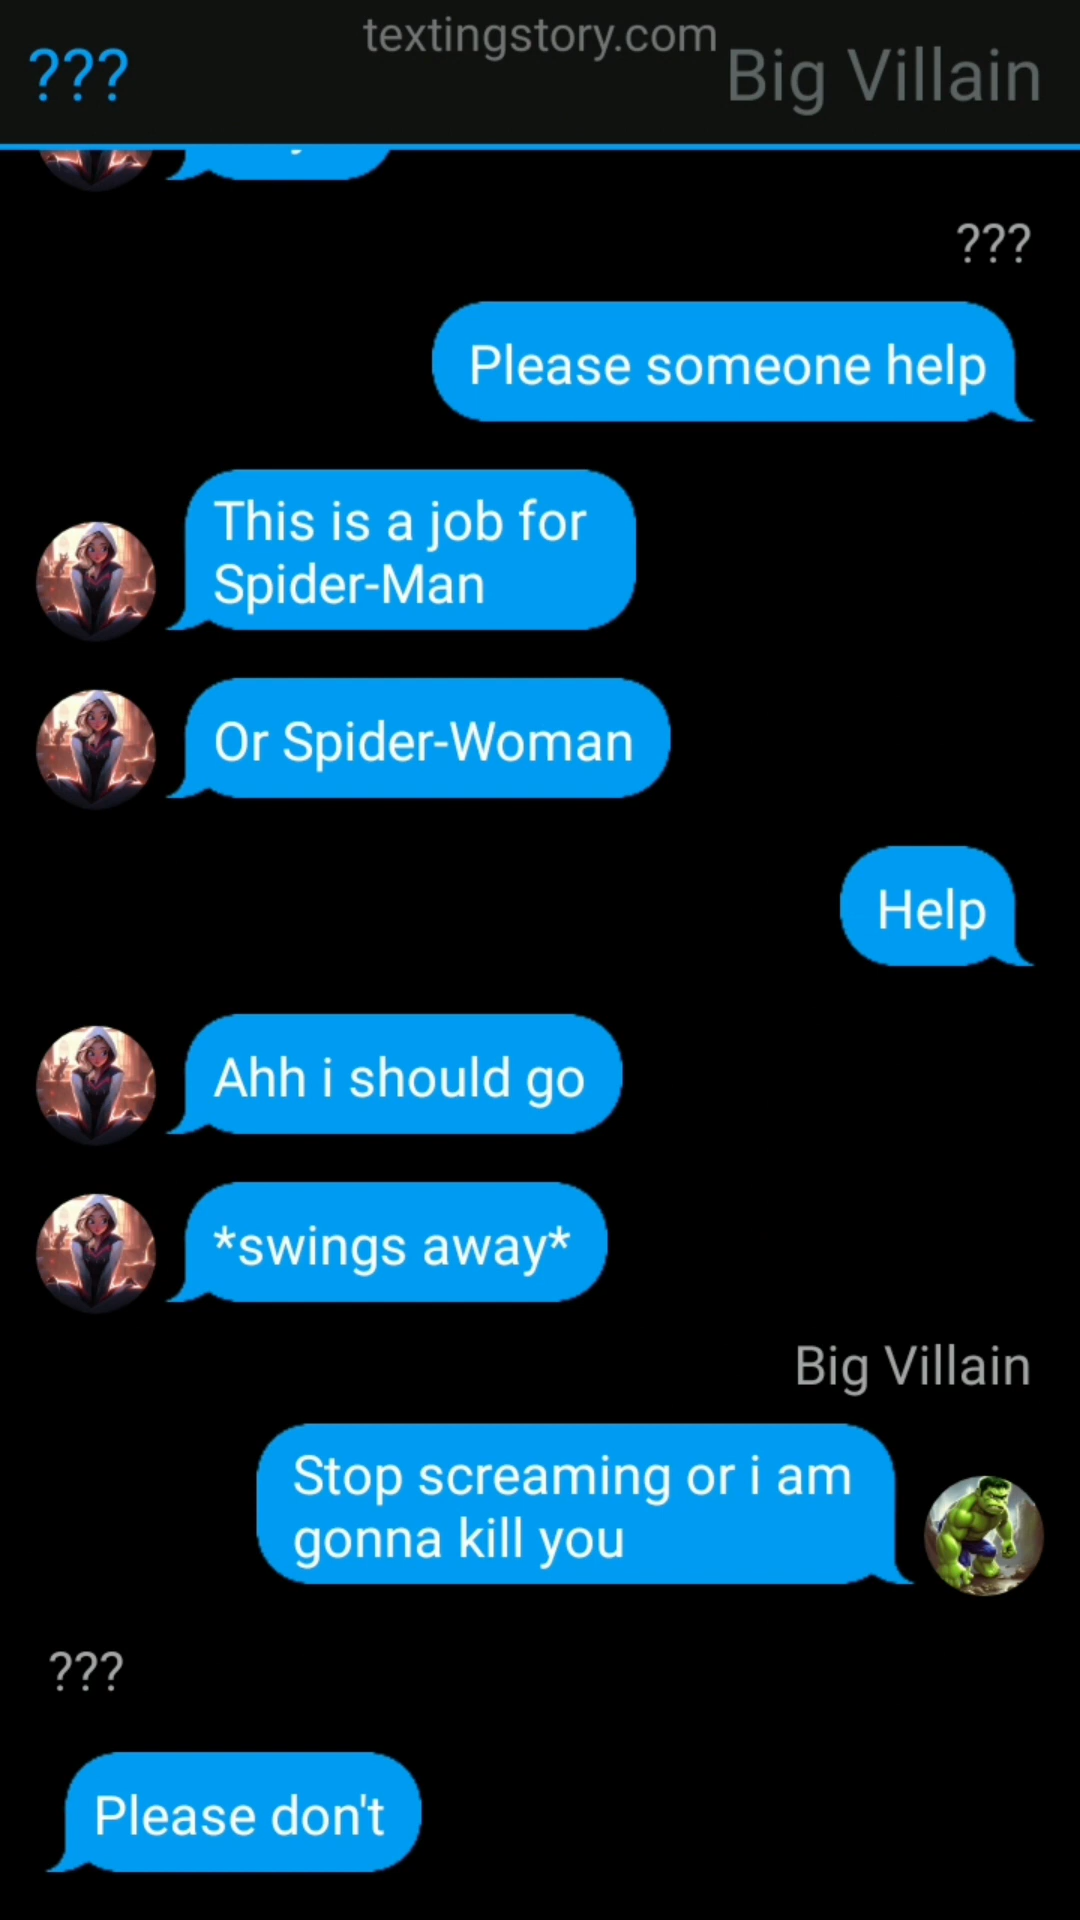 textingstory.com
???
Big Villain
???
Please someone help
This is a job for
Spider-Man
Or Spider-Woman
Help
Ahh i should go
*swings away*
Big Villain
Stop screaming or i am
gonna kill you
???
Please don't